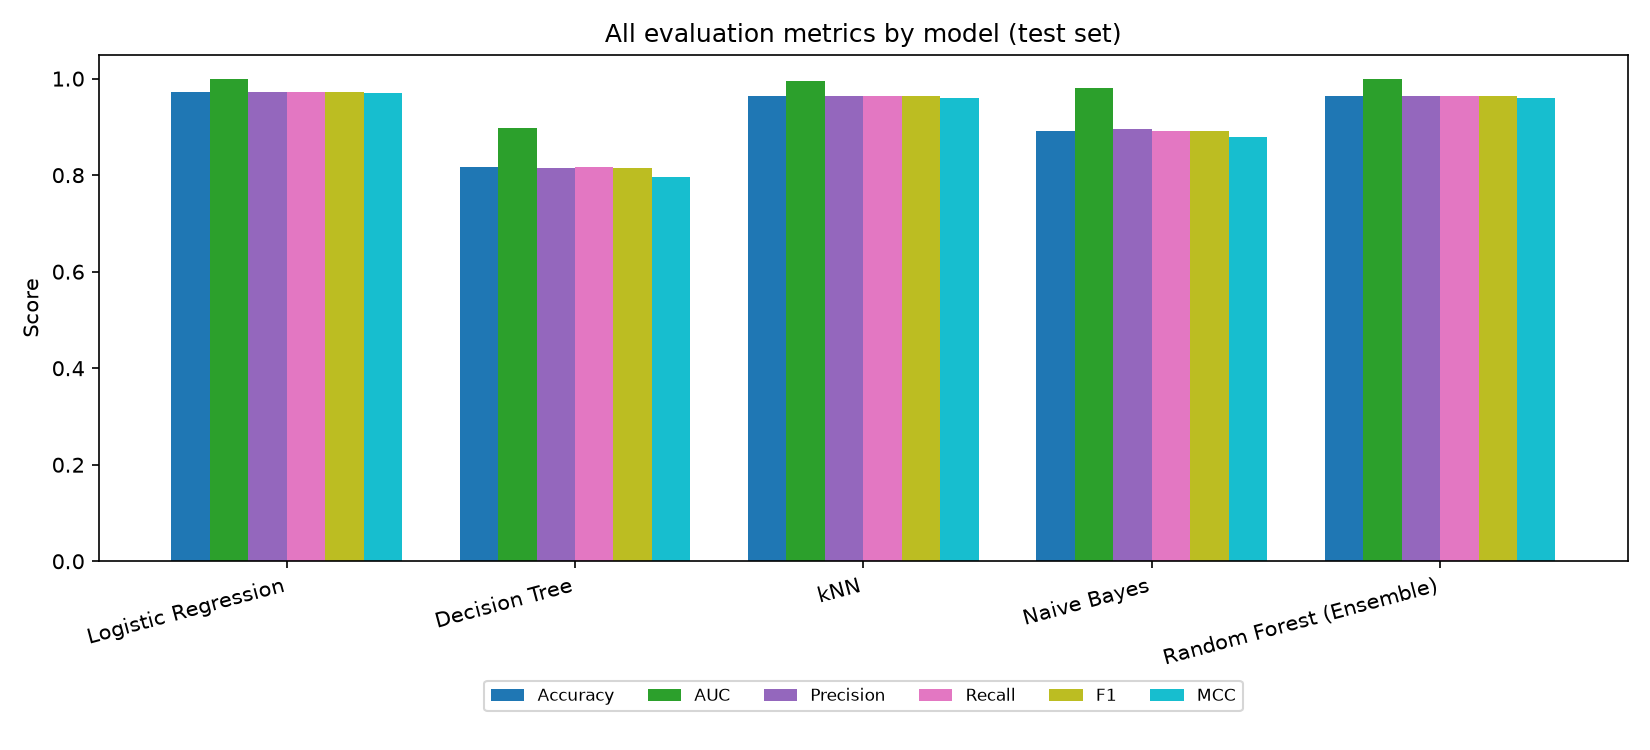 All evaluation metrics by model (test set)
Score
1.0
0.8
0.6
0.4
0.2
0.0
Logistic Regression
Decision Tree
kNN
Naive Bayes
Random Forest (Ensemble)
Accuracy AUC Precision Recall F1 MCC